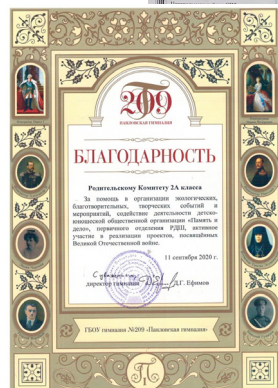 209
ПАВЛОВСКАЯ ГИМНАЗИЯ
БЛАГОДАРНОСТЬ
Родительскому Комитету 2А класса
За помощь в организации экологических,
благотворительных, творческих событий и
мероприятий, содействие деятельности детско-
юношеской общественной организации «Память и
дело», первичного отделения РДШ, активное
участие в реализации проектов, посвящённых
Великой Отечественной войне.
11 сентября 2020 г.
С уважением,
директор гимназии Д.Г. Ефимов
ГБОУ гимназия №209 «Павловская гимназия»